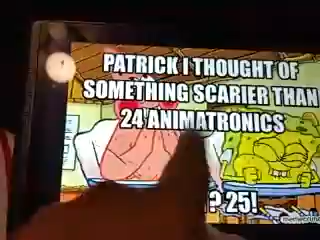 PATRICK I THOUGHT OF
SOMETHING SCARIER THAN
24 ANIMATRONICS
? 25!